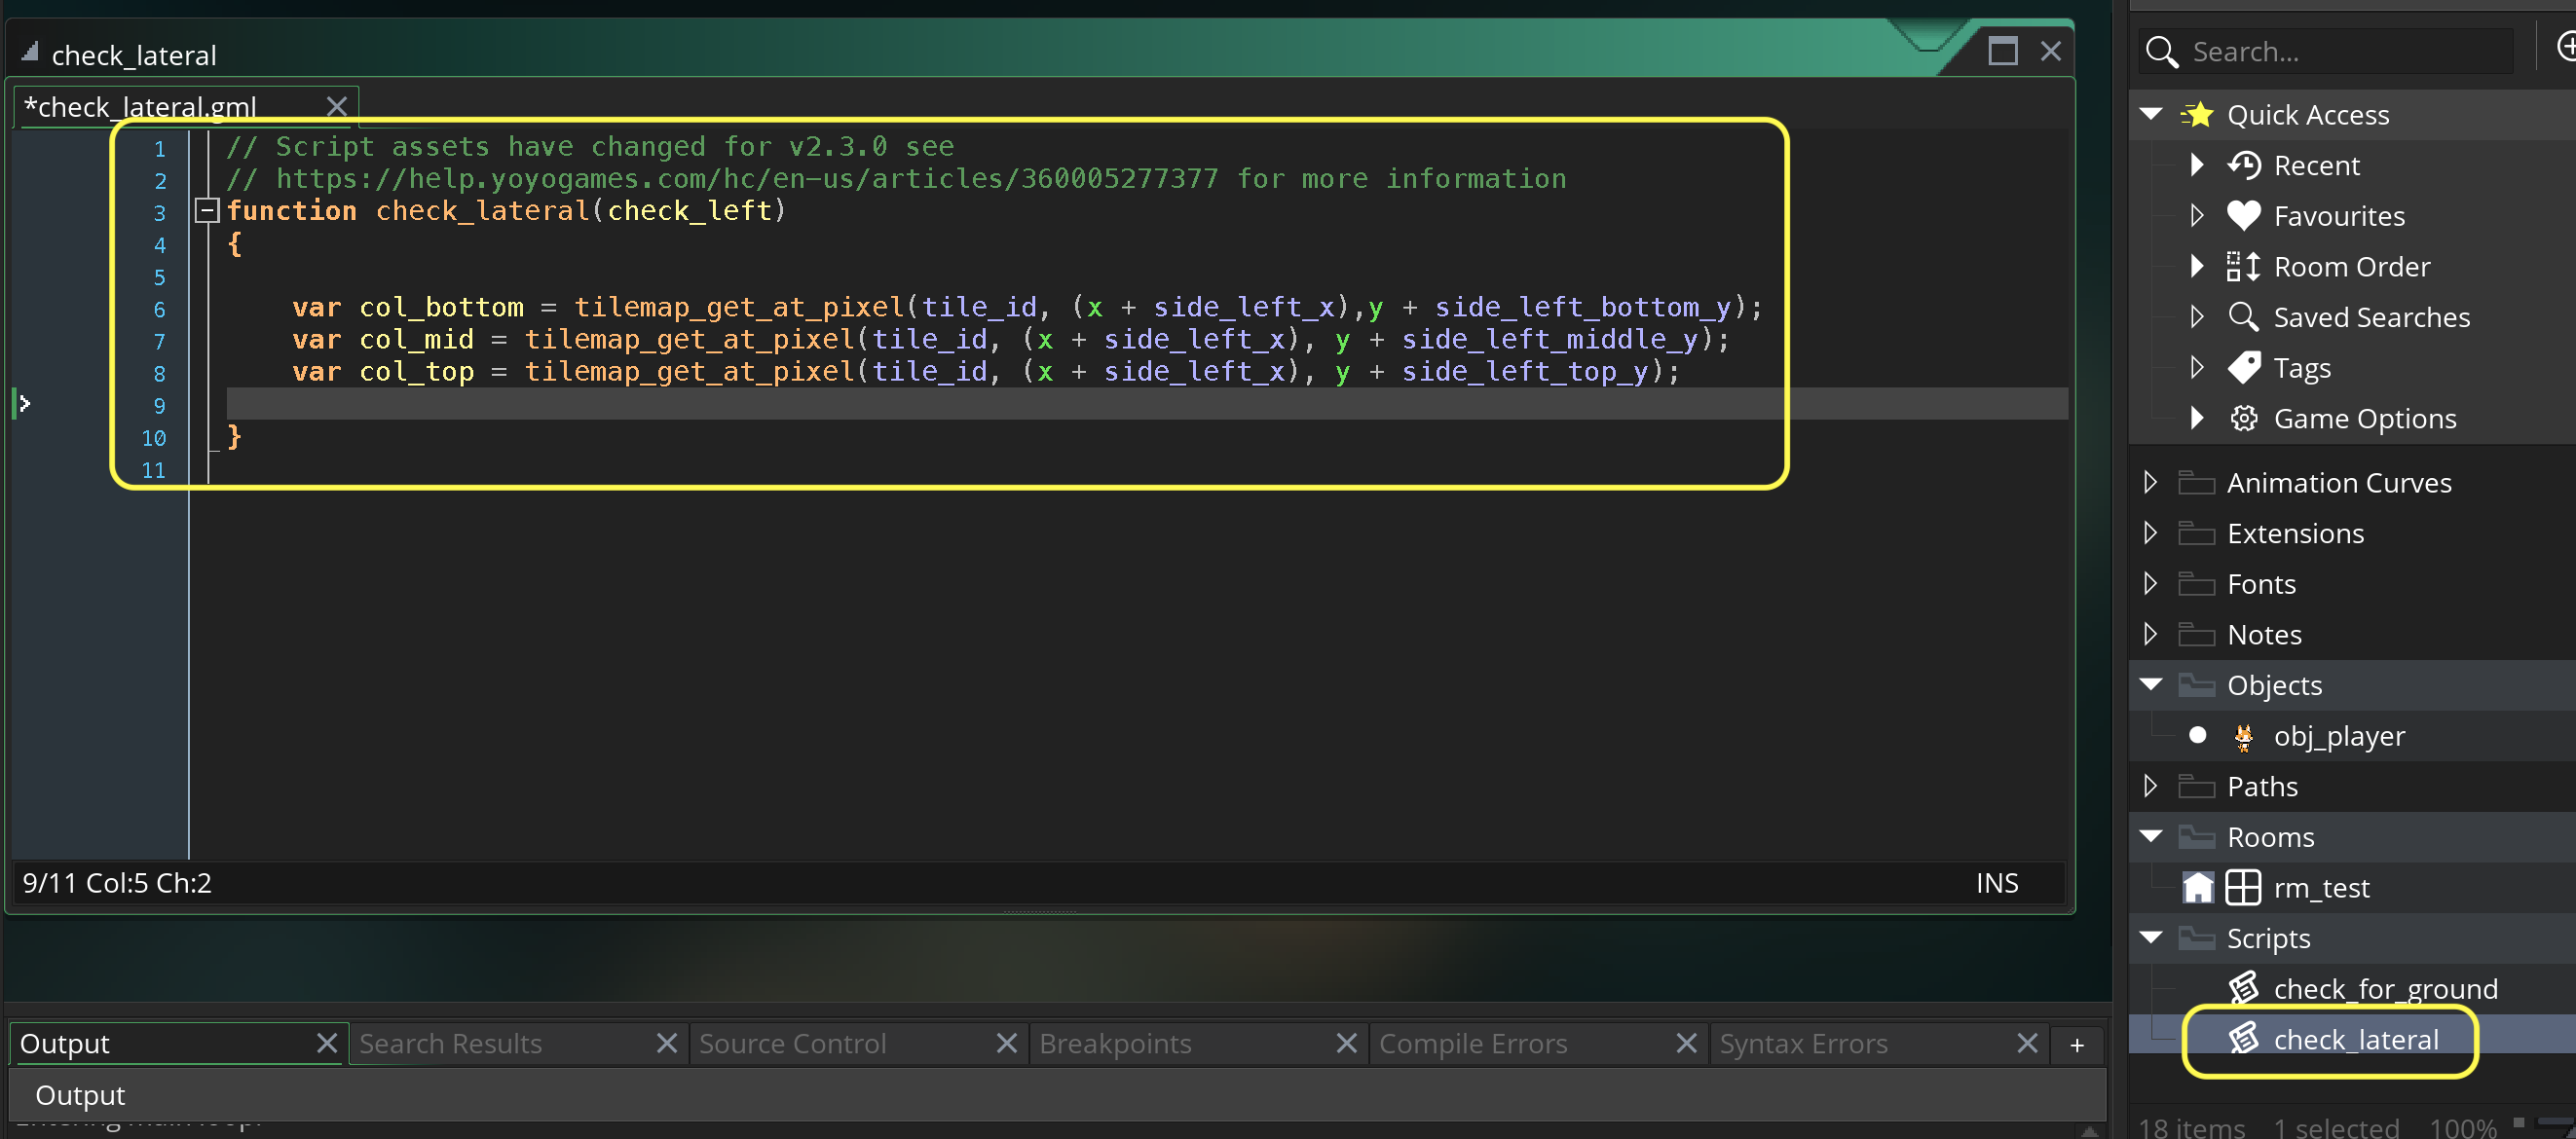 check_lateral
*check_lateral.gml
1 // Script assets have changed for v2.3.0 see
2 // https://help.yoyogames.com/hc/en-us/articles/360005277377 for more information
3 function check_lateral(check_left)
4 {
5
6 var col_bottom = tilemap_get_at_pixel(tile_id, (x + side_left_x),y + side_left_bottom_y);
7 var col_mid = tilemap_get_at_pixel(tile_id, (x + side_left_x), y + side_left_middle_y);
8 var col_top = tilemap_get_at_pixel(tile_id, (x + side_left_x), y + side_left_top_y);
9
10 }
11
9/11 Col:5 Ch:2 INS
Output Search Results Source Control Breakpoints Compile Errors Syntax Errors +
Output
Entering main loop.
Search...
Quick Access
Recent
Favourites
Room Order
Saved Searches
Tags
Game Options
Animation Curves
Extensions
Fonts
Notes
Objects
obj_player
Paths
Rooms
rm_test
Scripts
check_for_ground
check_lateral
18 items 1 selected 100%